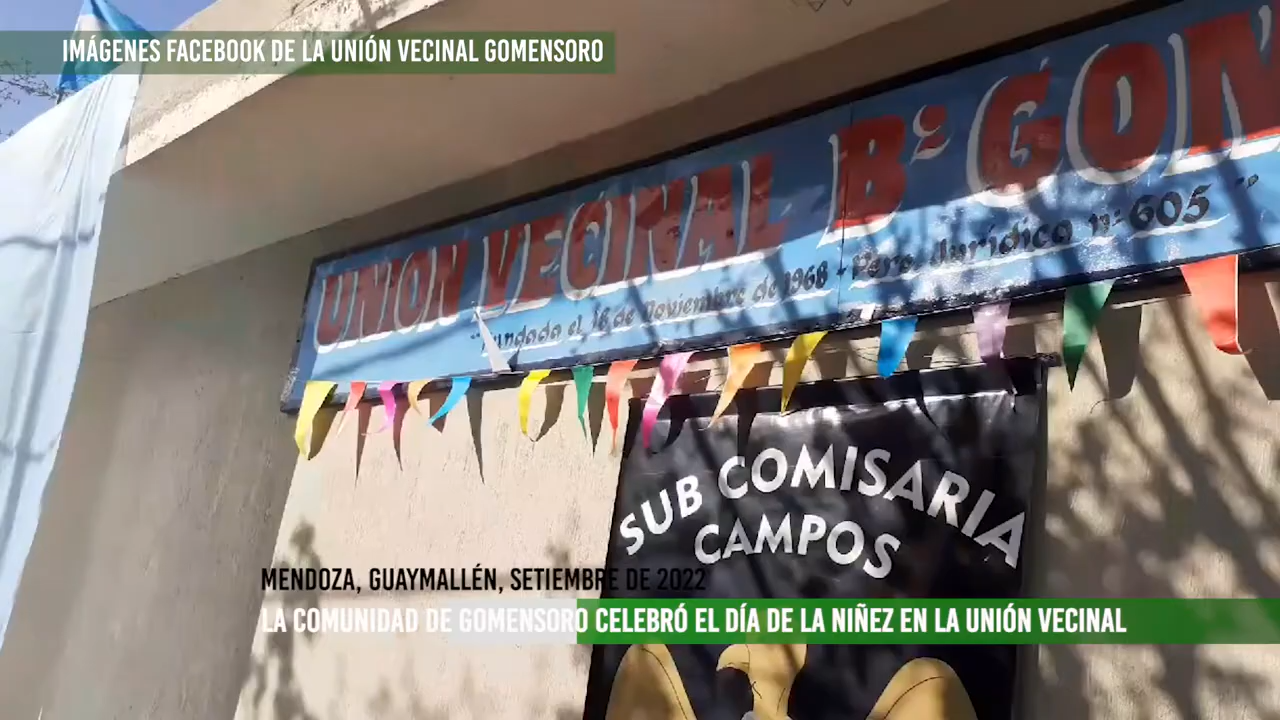 IMÁGENES FACEBOOK DE LA UNIÓN VECINAL GOMENSORO
UNION VECINAL Bº GOM
Fundada el 16 de Noviembre de 1968 - Pers. Jurídica nº 605
SUB COMISARIA
CAMPOS
MENDOZA, GUAYMALLÉN, SETIEMBRE DE 2022
LA COMUNIDAD DE GOMENSORO CELEBRÓ EL DÍA DE LA NIÑEZ EN LA UNIÓN VECINAL